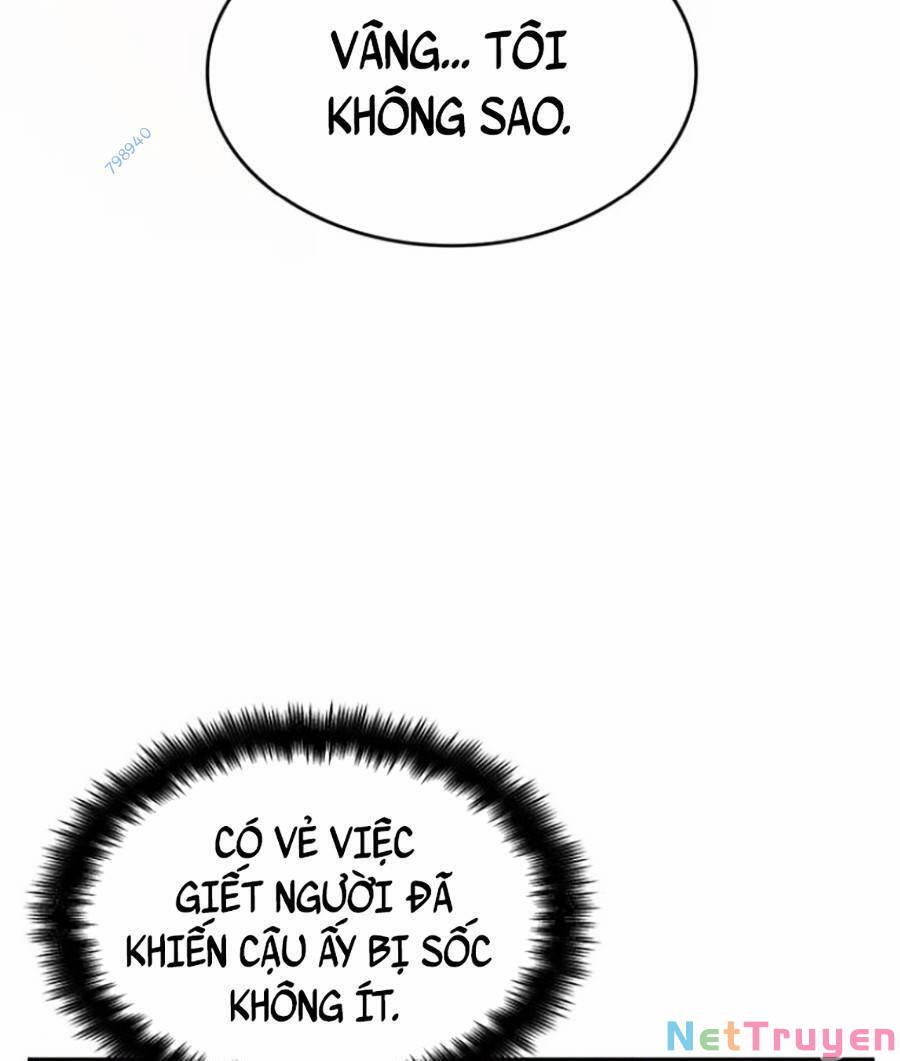 VÂNG... TÔI
KHÔNG SAO.
798940
CÓ VẺ VIỆC
GIẾT NGƯỜI ĐÃ
KHIẾN CẬU ẤY BỊ SỐC
KHÔNG ÍT.
NetTruyen